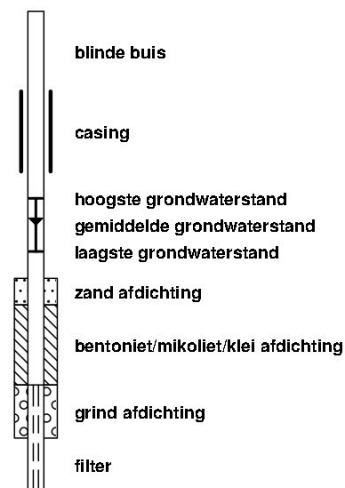 blinde buis
casing
hoogste grondwaterstand
gemiddelde grondwaterstand
laagste grondwaterstand
zand afdichting
bentoniet/mikoliet/klei afdichting
grind afdichting
filter